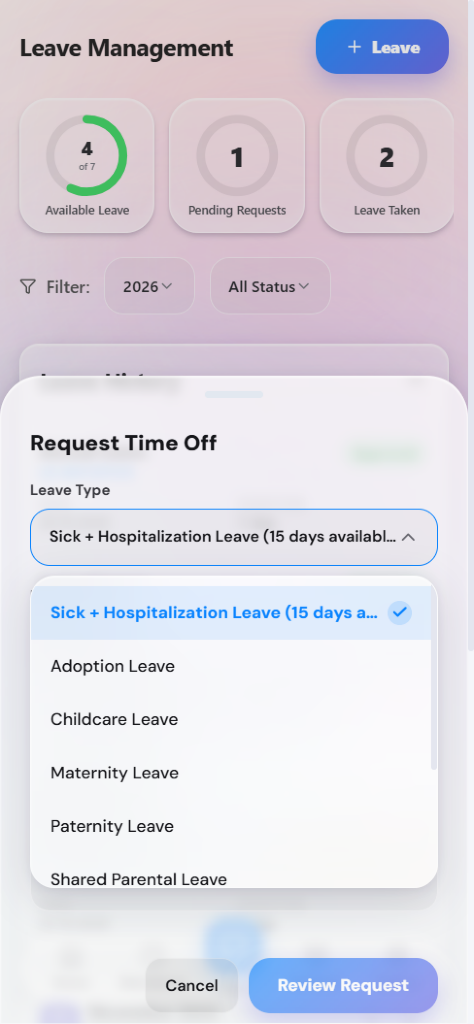 Leave Management
+ Leave
4
of 7
Available Leave
1
Pending Requests
2
Leave Taken
Filter:
2026
All Status
Request Time Off
Leave Type
Sick + Hospitalization Leave (15 days availabl...
Sick + Hospitalization Leave (15 days a...
Adoption Leave
Childcare Leave
Maternity Leave
Paternity Leave
Shared Parental Leave
Cancel
Review Request